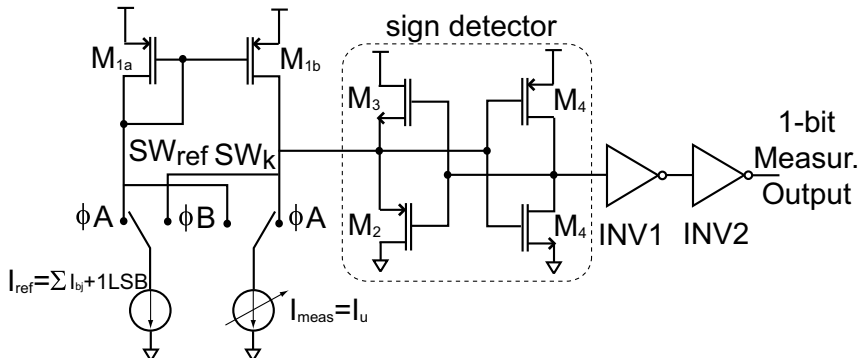 sign detector
M1a
M1b
M3
M4
1-bit
Measur.
Output
SWref SWk
ϕA
ϕB
ϕA
M2
M4
INV1
INV2
Iref=∑ Ibj+1LSB
Imeas=Iu